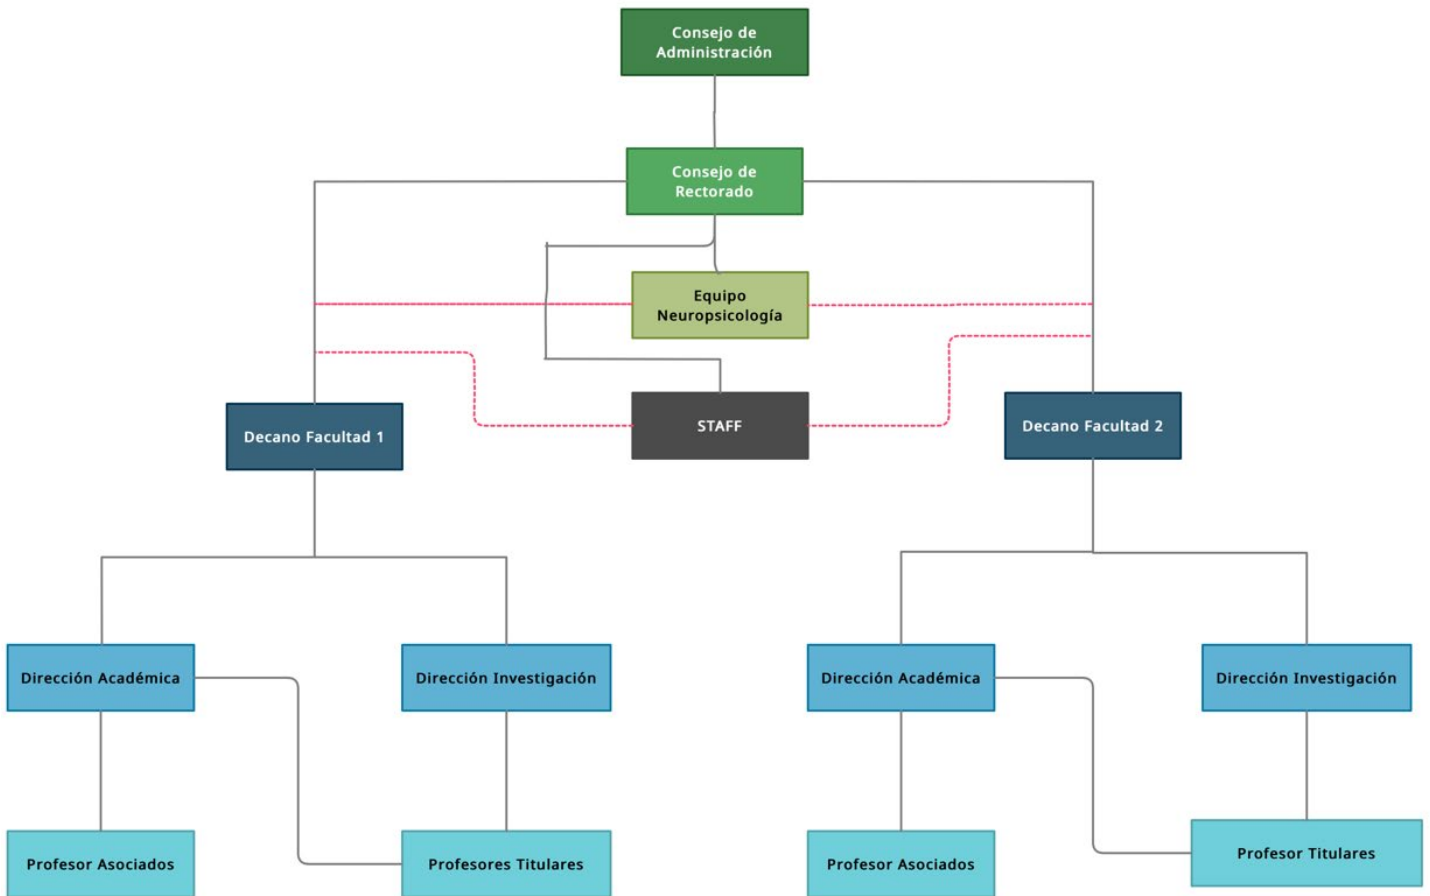 Consejo de
Administración
Consejo de
Rectorado
Equipo
Neuropsicología
STAFF
Decano Facultad 1
Decano Facultad 2
Dirección Académica
Dirección Investigación
Dirección Académica
Dirección Investigación
Profesor Asociados
Profesores Titulares
Profesor Asociados
Profesor Titulares